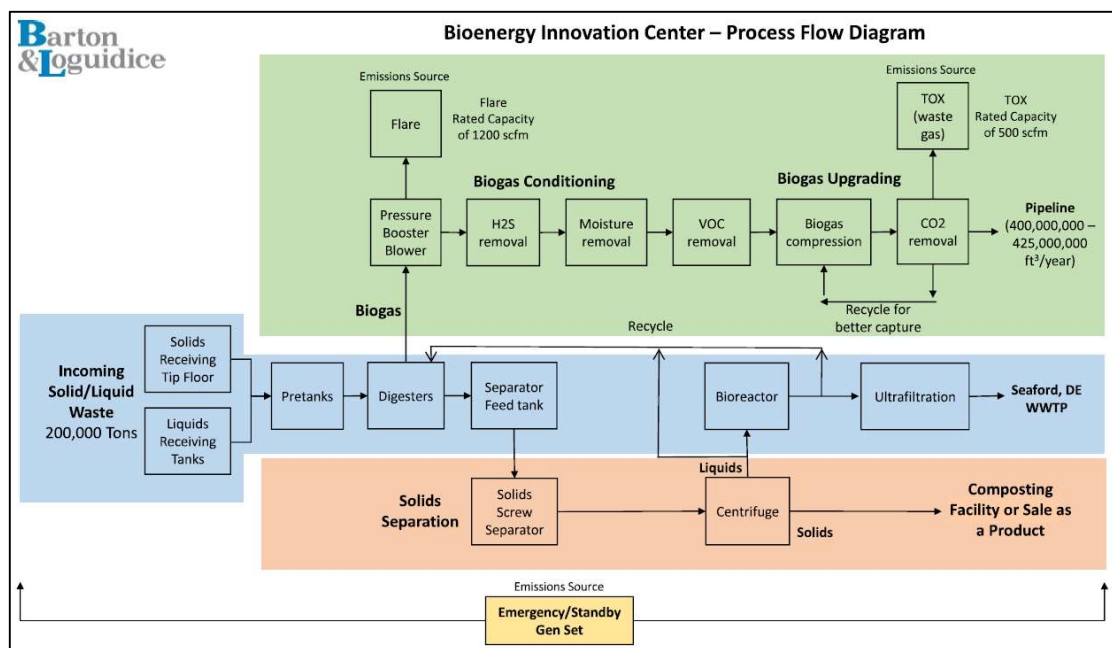 Barton
&Loguidice
Bioenergy Innovation Center – Process Flow Diagram
Emissions Source
Flare
Flare
Rated Capacity
of 1200 scfm
Emissions Source
TOX
(waste
gas)
TOX
Rated Capacity
of 500 scfm
Biogas Conditioning
Biogas Upgrading
Pressure
Booster
Blower
H2S
removal
Moisture
removal
VOC
removal
Biogas
compression
CO2
removal
Pipeline
(400,000,000 –
425,000,000
ft³/year)
Biogas
Recycle for
better capture
Recycle
Incoming
Solid/Liquid
Waste
200,000 Tons
Solids
Receiving
Tip Floor
Liquids
Receiving
Tanks
Pretanks
Digesters
Separator
Feed tank
Bioreactor
Ultrafiltration
Seaford, DE
WWTP
Solids
Separation
Solids
Screw
Separator
Liquids
Centrifuge
Solids
Composting
Facility or Sale as
a Product
Emissions Source
Emergency/Standby
Gen Set